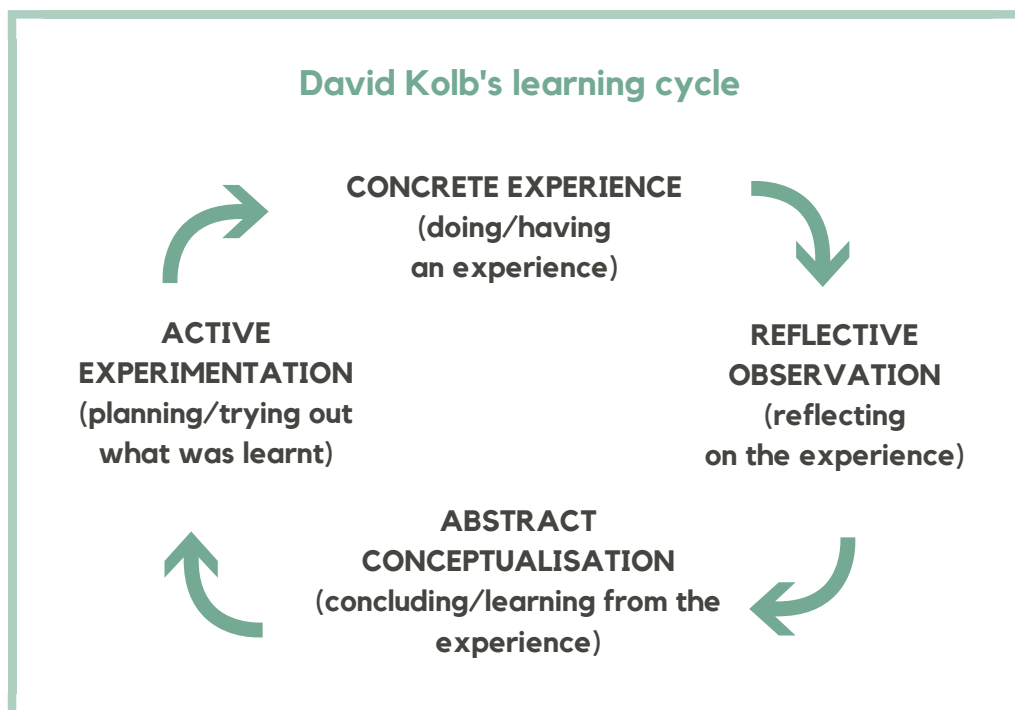 David Kolb's learning cycle
CONCRETE EXPERIENCE
(doing/having
an experience)
REFLECTIVE
OBSERVATION
(reflecting
on the experience)
ABSTRACT
CONCEPTUALISATION
(concluding/learning from the
experience)
ACTIVE
EXPERIMENTATION
(planning/trying out
what was learnt)